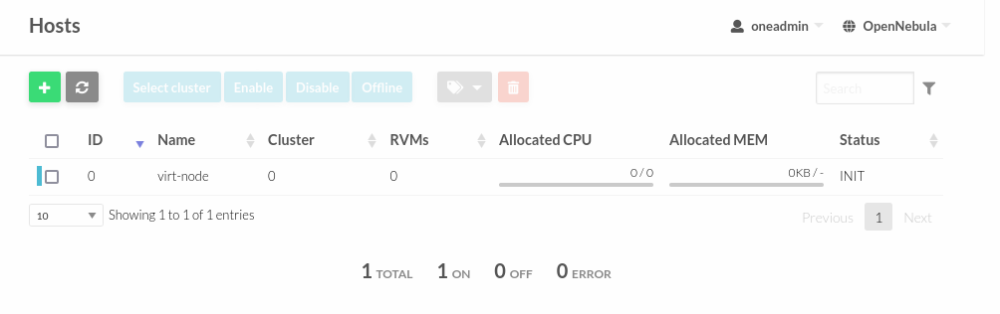 Hosts
oneadmin OpenNebula
Select cluster Enable Disable Offline Search
ID Name Cluster RVMs Allocated CPU Allocated MEM Status
0 virt-node 0 0 0 / 0 0KB / - INIT
10 Showing 1 to 1 of 1 entries Previous 1 Next
1 TOTAL 1 ON 0 OFF 0 ERROR